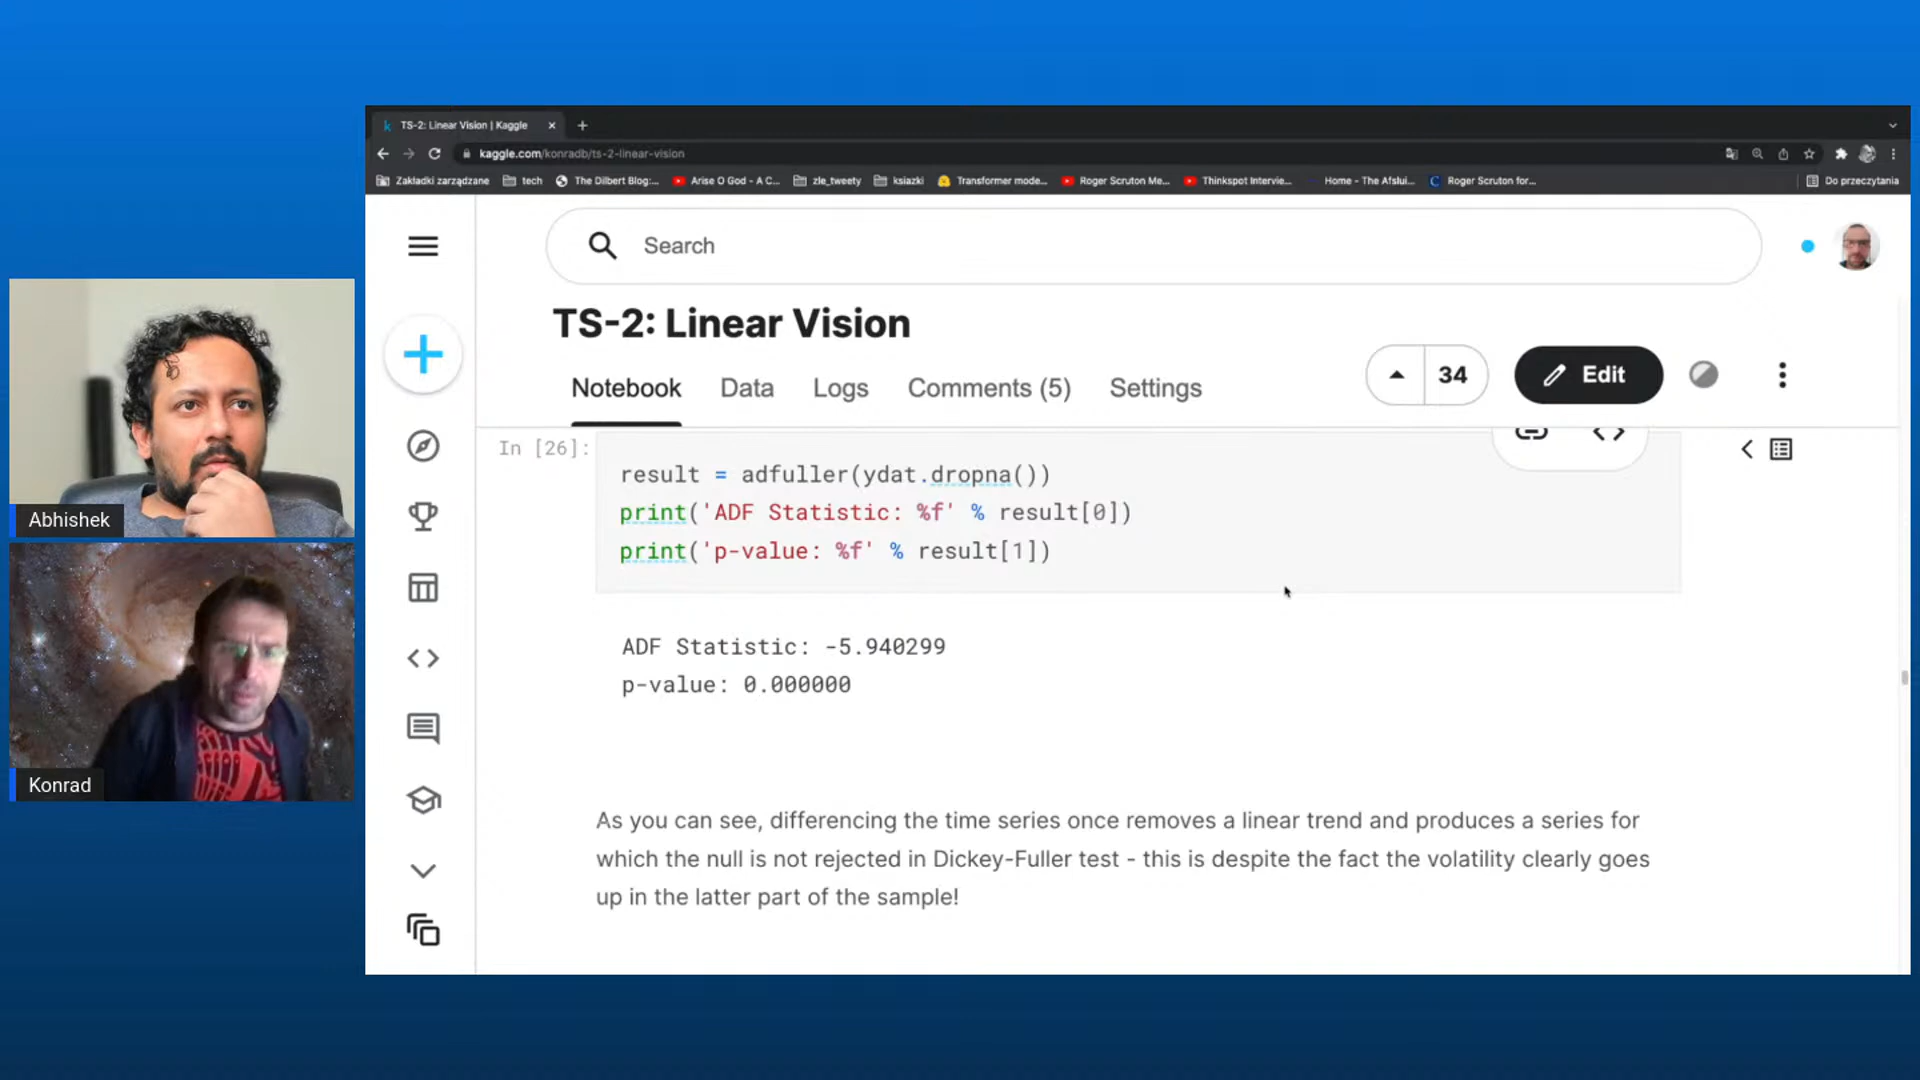 TS-2: Linear Vision | Kaggle
kaggle.com/konradb/ts-2-linear-vision
Zakładki zarządzane
tech
The Dilbert Blog:...
Arise O God - A C...
zle_tweety
ksiazki
Transformer mode...
Roger Scruton Me...
Thinkspot Intervie...
Home - The Afslui...
Roger Scruton for...
Do przeczytania
Search
TS-2: Linear Vision
Notebook
Data
Logs
Comments (5)
Settings
34
Edit
In [26]:
result = adfuller(ydat.dropna())
print('ADF Statistic: %f' % result[0])
print('p-value: %f' % result[1])
ADF Statistic: -5.940299
p-value: 0.000000
As you can see, differencing the time series once removes a linear trend and produces a series for
which the null is not rejected in Dickey-Fuller test - this is despite the fact the volatility clearly goes
up in the latter part of the sample!
Abhishek
Konrad